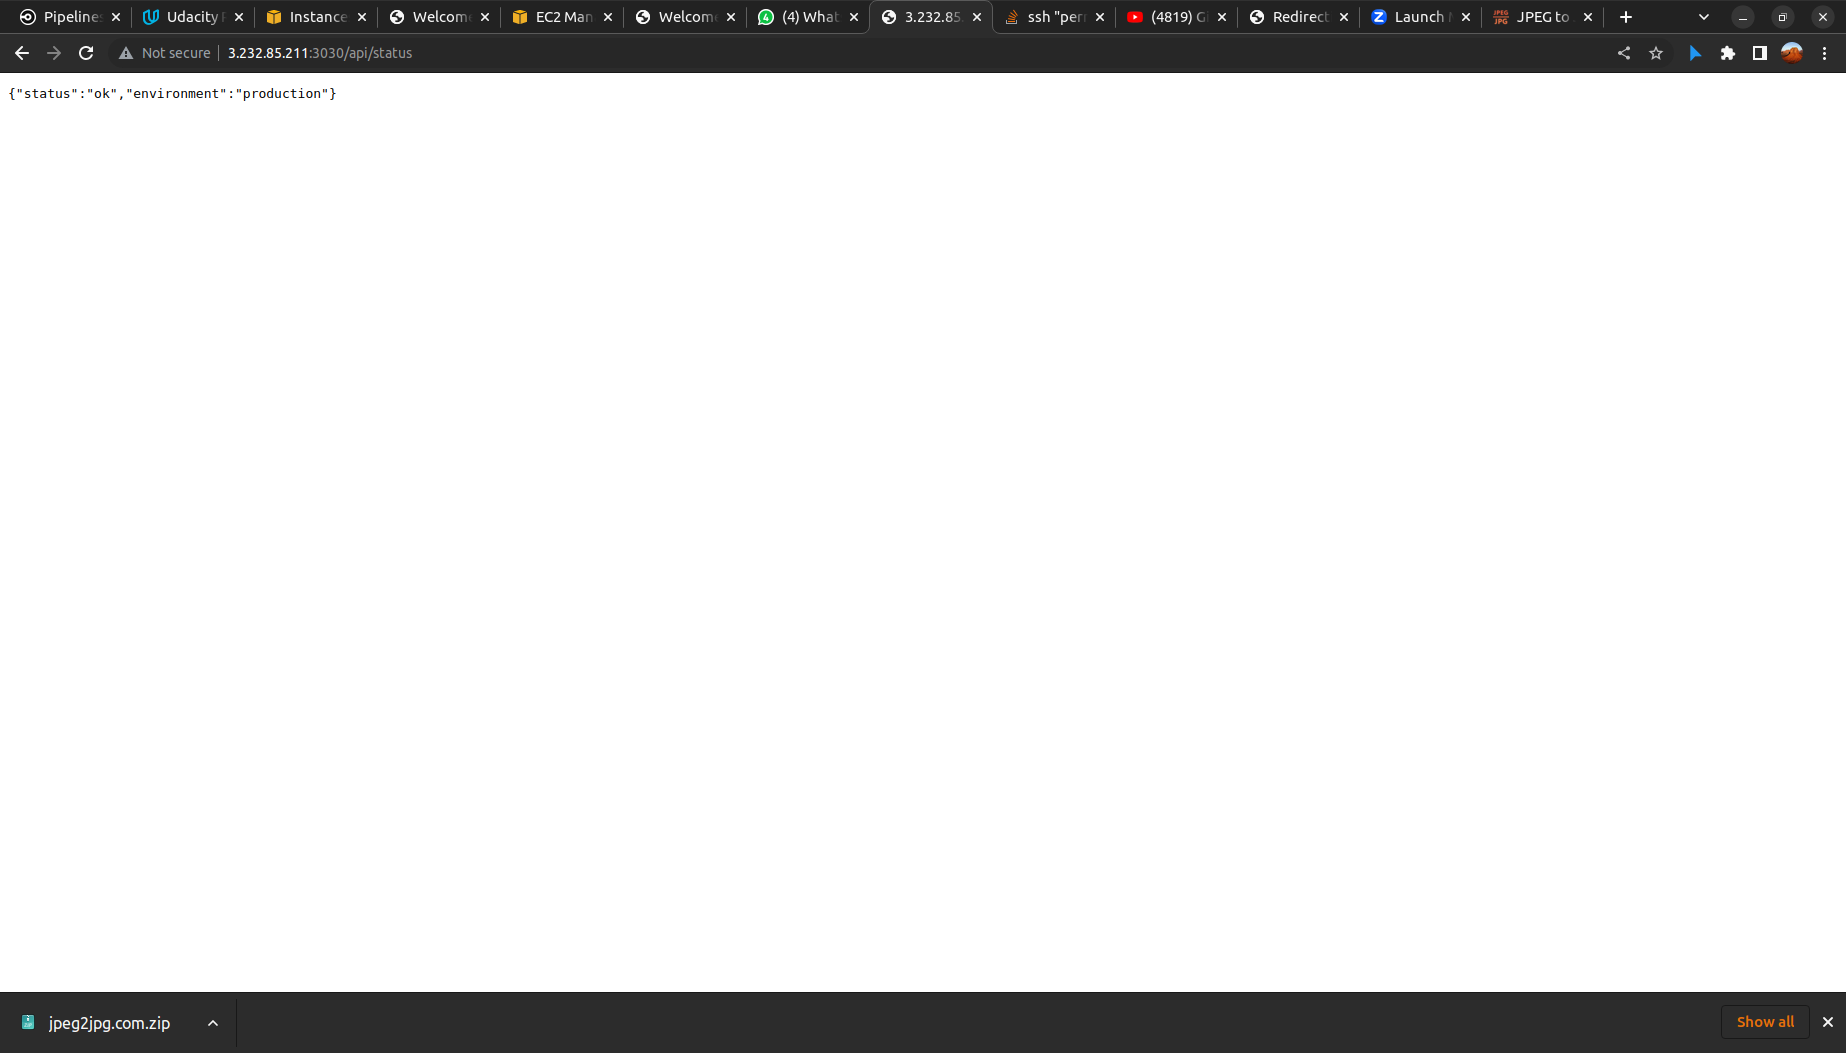 Pipelines
Udacity
Instance
Welcome
EC2 Man
Welcome
(4) What
3.232.85.
ssh "per
(4819) G
Redirect
Launch
JPEG to
Not secure
3.232.85.211:3030/api/status
{"status":"ok","environment":"production"}
jpeg2jpg.com.zip
Show all